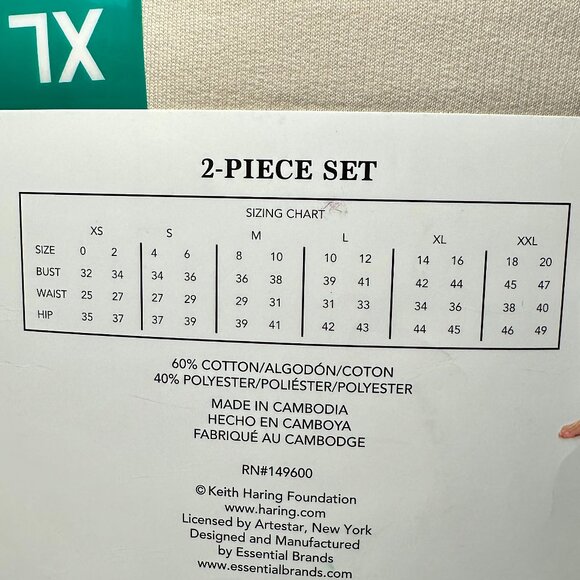 XL
2-PIECE SET
SIZING CHART
XS S M L XL XXL
SIZE 0 2 4 6 8 10 10 12 14 16 18 20
BUST 32 34 34 36 36 38 39 41 42 44 45 47
WAIST 25 27 27 29 29 31 31 33 34 36 38 40
HIP 35 37 37 39 39 41 42 43 44 45 46 49
60% COTTON/ALGODÓN/COTON
40% POLYESTER/POLIÉSTER/POLYESTER
MADE IN CAMBODIA
HECHO EN CAMBOYA
FABRIQUÉ AU CAMBODGE
RN#149600
© Keith Haring Foundation
www.haring.com
Licensed by Artestar, New York
Designed and Manufactured
by Essential Brands
www.essentialbrands.com